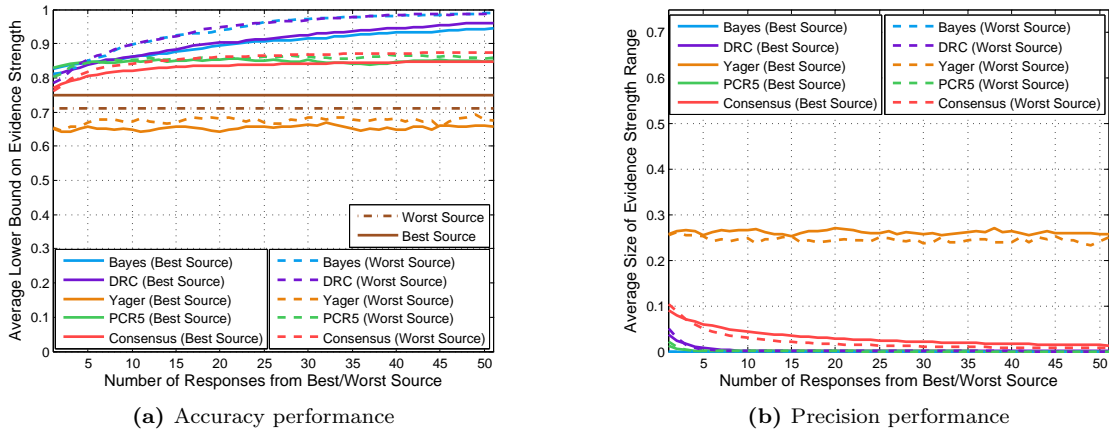 Average Lower Bound on Evidence Strength
1
0.9
0.8
0.7
0.6
0.5
0.4
0.3
0.2
0.1
0
Worst Source
Best Source
Bayes (Best Source)
DRC (Best Source)
Yager (Best Source)
PCR5 (Best Source)
Consensus (Best Source)
Bayes (Worst Source)
DRC (Worst Source)
Yager (Worst Source)
PCR5 (Worst Source)
Consensus (Worst Source)
5 10 15 20 25 30 35 40 45 50
Number of Responses from Best/Worst Source
(a) Accuracy performance
Average Size of Evidence Strength Range
0.7
0.6
0.5
0.4
0.3
0.2
0.1
0
Bayes (Best Source)
DRC (Best Source)
Yager (Best Source)
PCR5 (Best Source)
Consensus (Best Source)
Bayes (Worst Source)
DRC (Worst Source)
Yager (Worst Source)
PCR5 (Worst Source)
Consensus (Worst Source)
5 10 15 20 25 30 35 40 45 50
Number of Responses from Best/Worst Source
(b) Precision performance